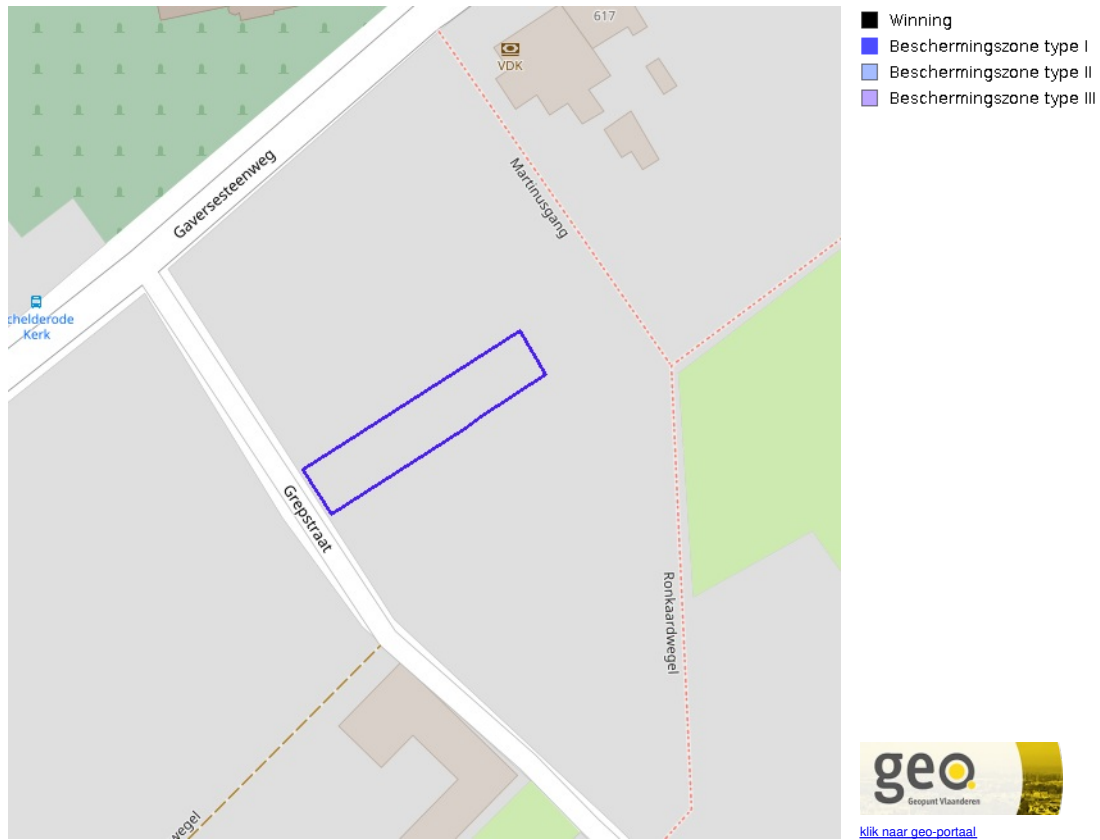 617
VDK
Gaversesteenweg
Martinusgang
chelderode
Kerk
Grepstraat
Ronkaardwegel
wegel
Winning
Beschermingszone type I
Beschermingszone type II
Beschermingszone type III
geo
Geopunt Vlaanderen
klik naar geo-portaal